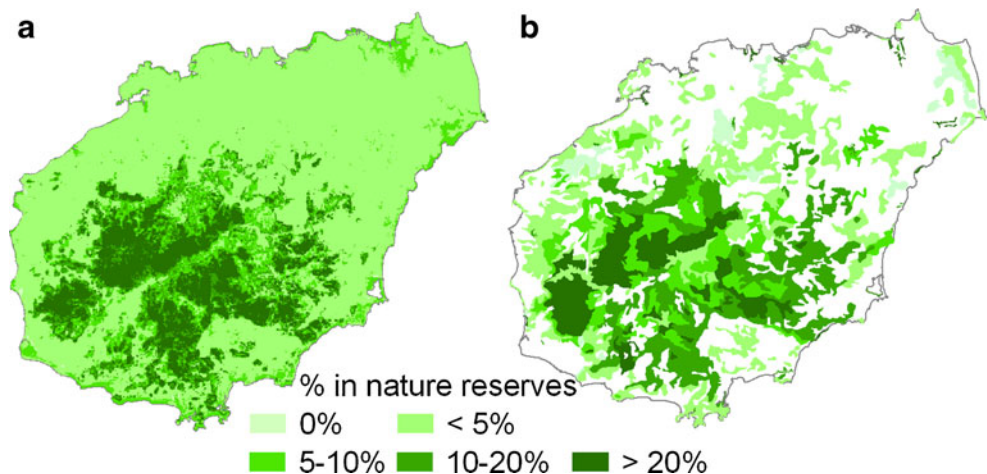 a
b
% in nature reserves
0%
< 5%
5-10%
10-20%
> 20%